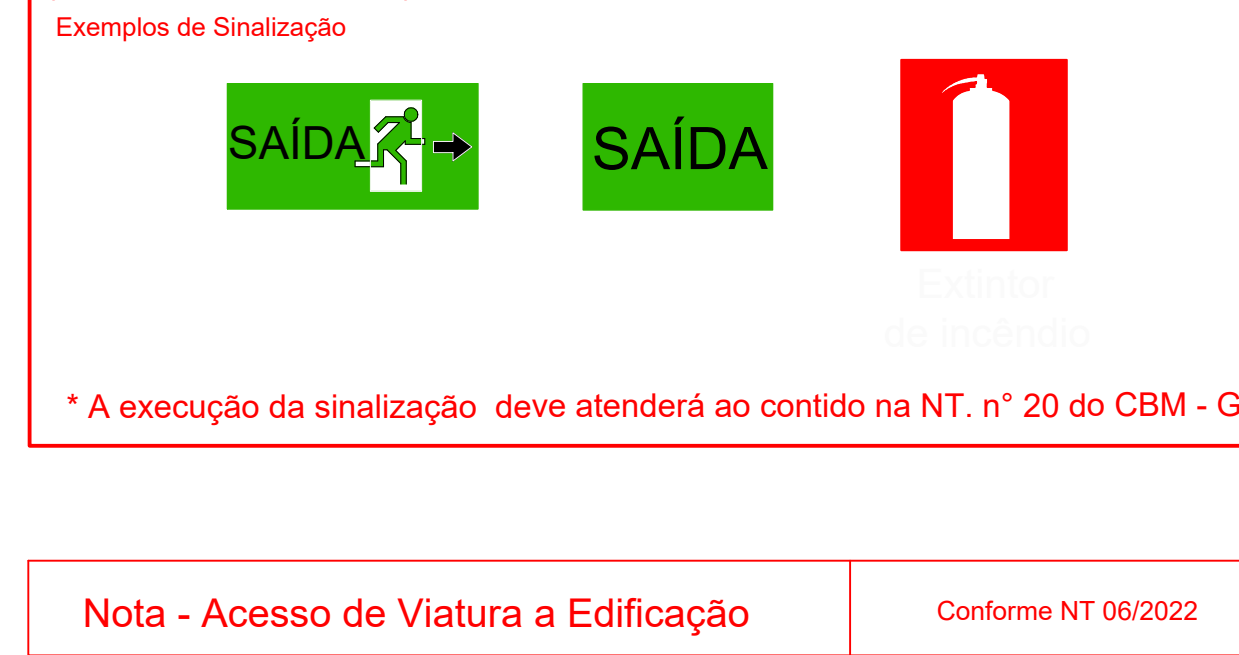 Exemplos de Sinalização
SAÍDA
SAÍDA
Extintor
de incêndio
* A execução da sinalização deve atenderá ao contido na NT. n° 20 do CBM - G
Nota - Acesso de Viatura a Edificação
Conforme NT 06/2022